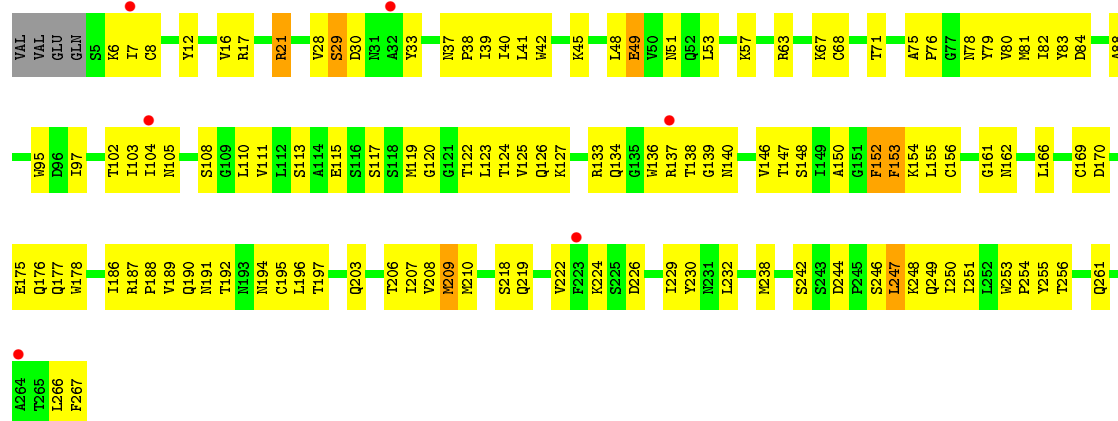 VAL VAL GLU GLN S5 K6 I7 C8 Y12 V16 R17 R21 V28 S29 D30 N31 A32 Y33 N37 P38 I39 I40 L41 W42 K45 L48 E49 V50 N51 Q52 L53 K57 R63 K67 C68 T71 A75 P76 G77 N78 Y79 V80 M81 I82 Y83 D84 A88
W95 D96 I97 T102 I103 I104 N105 S108 G109 L110 V111 L112 S113 A114 E115 S116 S117 S118 M119 G120 G121 T122 L123 T124 V125 Q126 K127 R133 Q134 G135 W136 R137 T138 G139 N140 V146 T147 S148 I149 A150 G151 F152 F153 K154 L155 C156 G161 N162 L166 C169 D170
E175 Q176 Q177 W178 I186 R187 P188 V189 Q190 N191 T192 N193 N194 C195 L196 T197 Q203 T206 I207 V208 M209 M210 S218 Q219 V222 F223 K224 S225 D226 I229 Y230 N231 L232 M238 S242 S243 D244 P245 S246 L247 K248 Q249 I250 I251 L252 W253 P254 Y255 T256 Q261
A264 T265 L266 F267